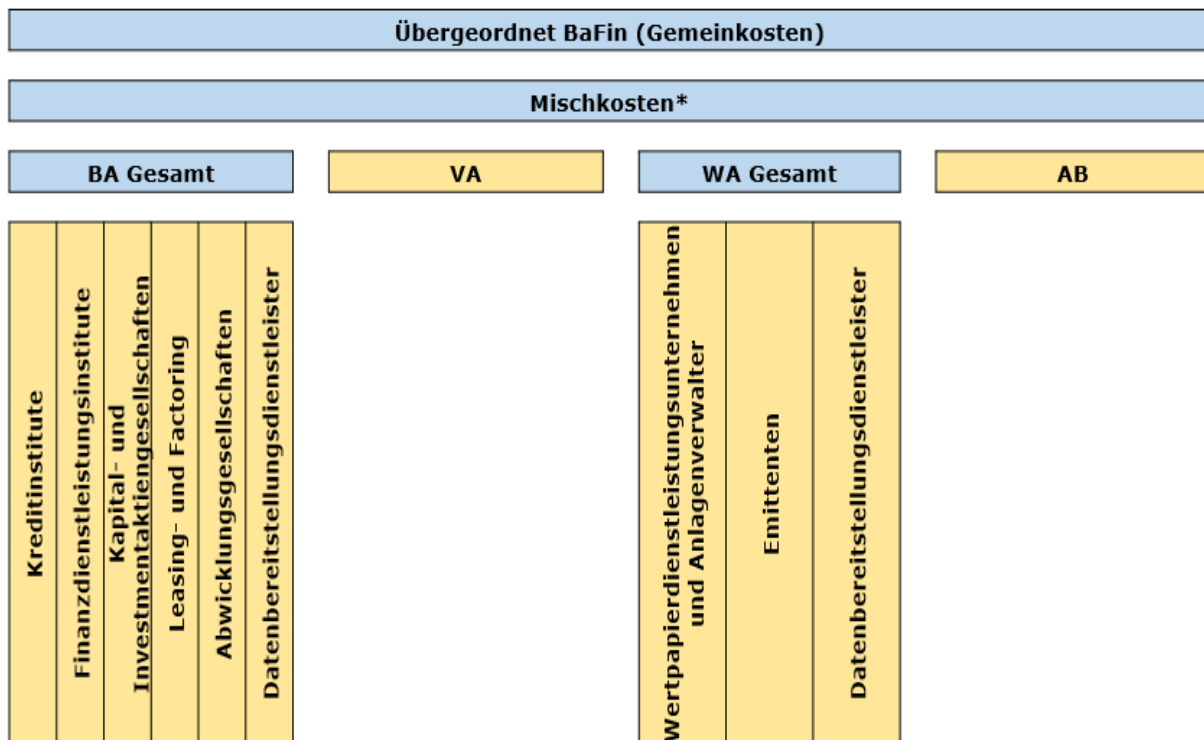 Übergeordnet BaFin (Gemeinkosten)
Mischkosten*
BA Gesamt
VA
WA Gesamt
AB
Kreditinstitute
Finanzdienstleistungsinstitute
Kapital- und
Investmentaktiengesellschaften
Leasing- und Factoring
Abwicklungsgesellschaften
Datenbereitstellungsdienstleister
Wertpapierdienstleistungsunternehmen
und Anlagenverwalter
Emittenten
Datenbereitstellungsdienstleister